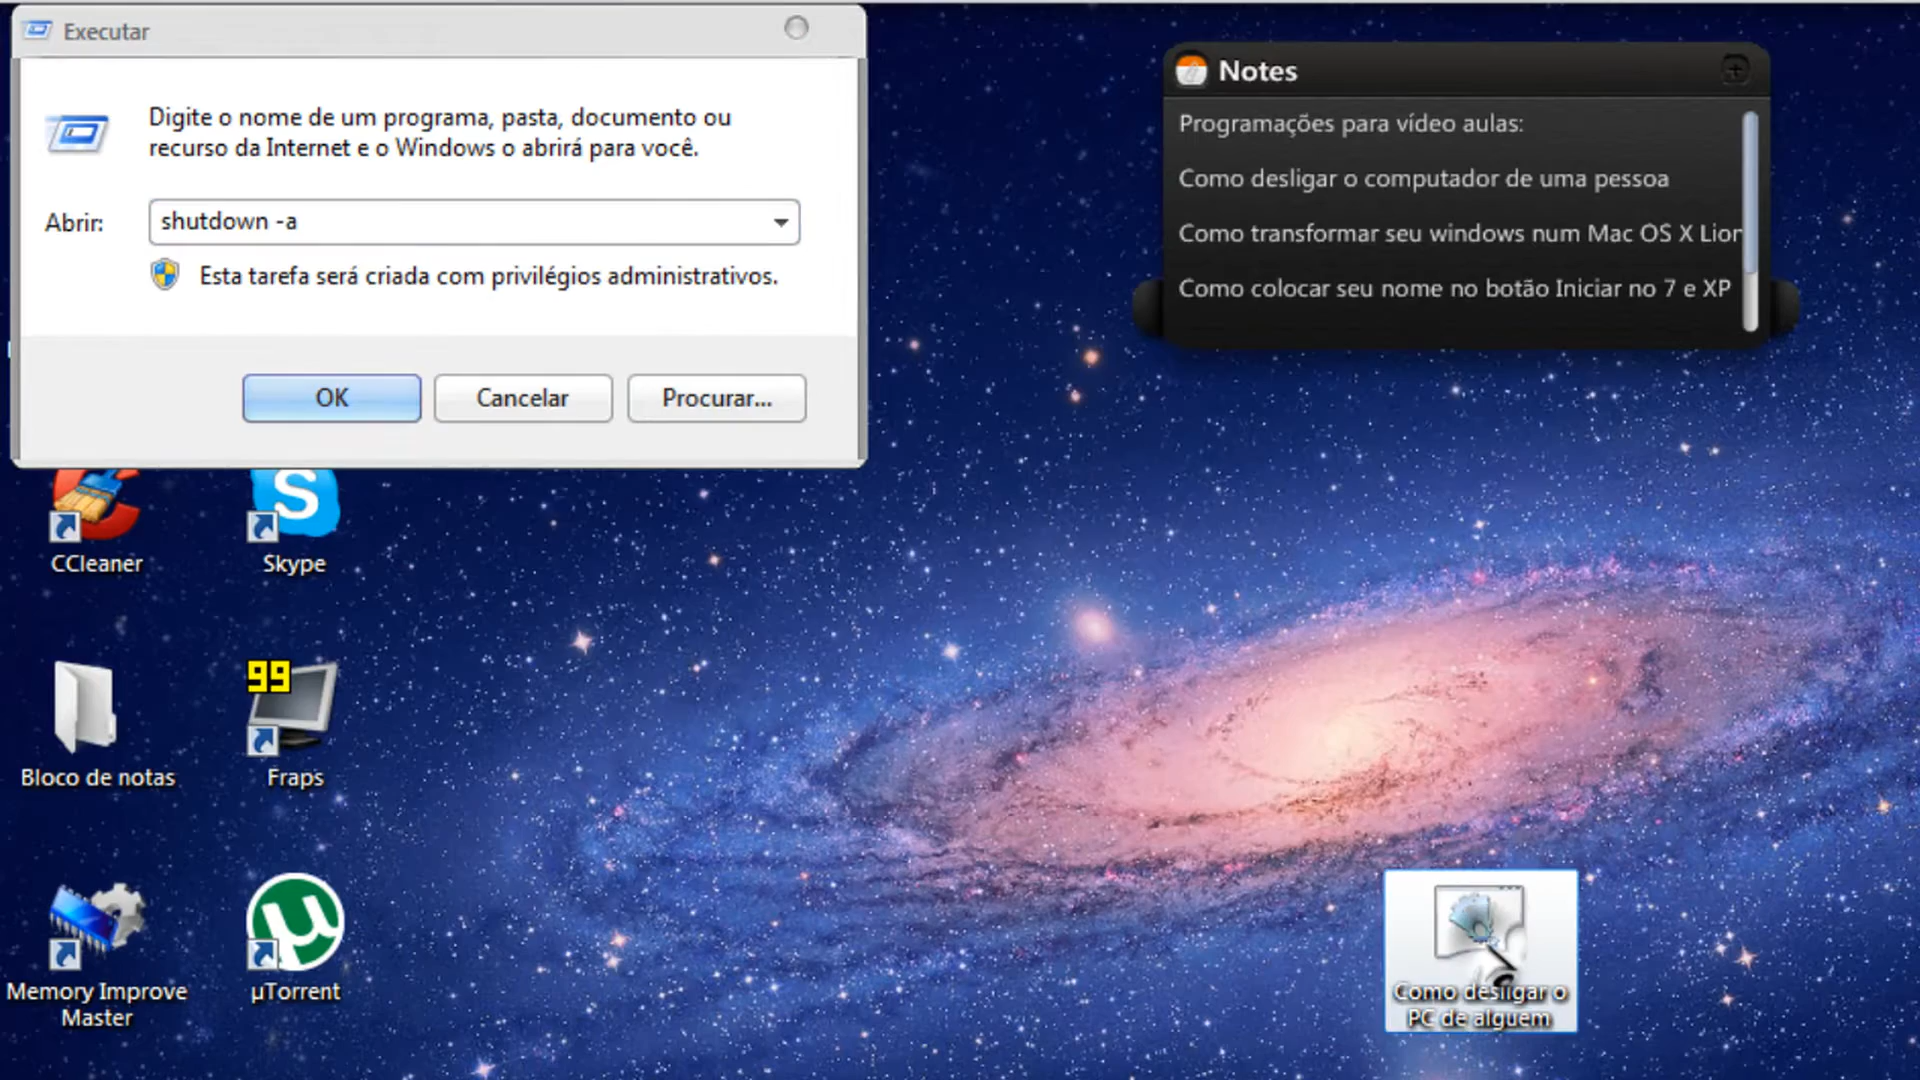 Executar
Digite o nome de um programa, pasta, documento ou
recurso da Internet e o Windows o abrirá para você.
Abrir:
shutdown -a
Esta tarefa será criada com privilégios administrativos.
OK
Cancelar
Procurar...
Notes
Programações para vídeo aulas:
Como desligar o computador de uma pessoa
Como transformar seu windows num Mac OS X Lion
Como colocar seu nome no botão Iniciar no 7 e XP
CCleaner
S
Skype
Bloco de notas
99
Fraps
Memory Improve
Master
µ
µTorrent
Como desligar o
PC de alguem